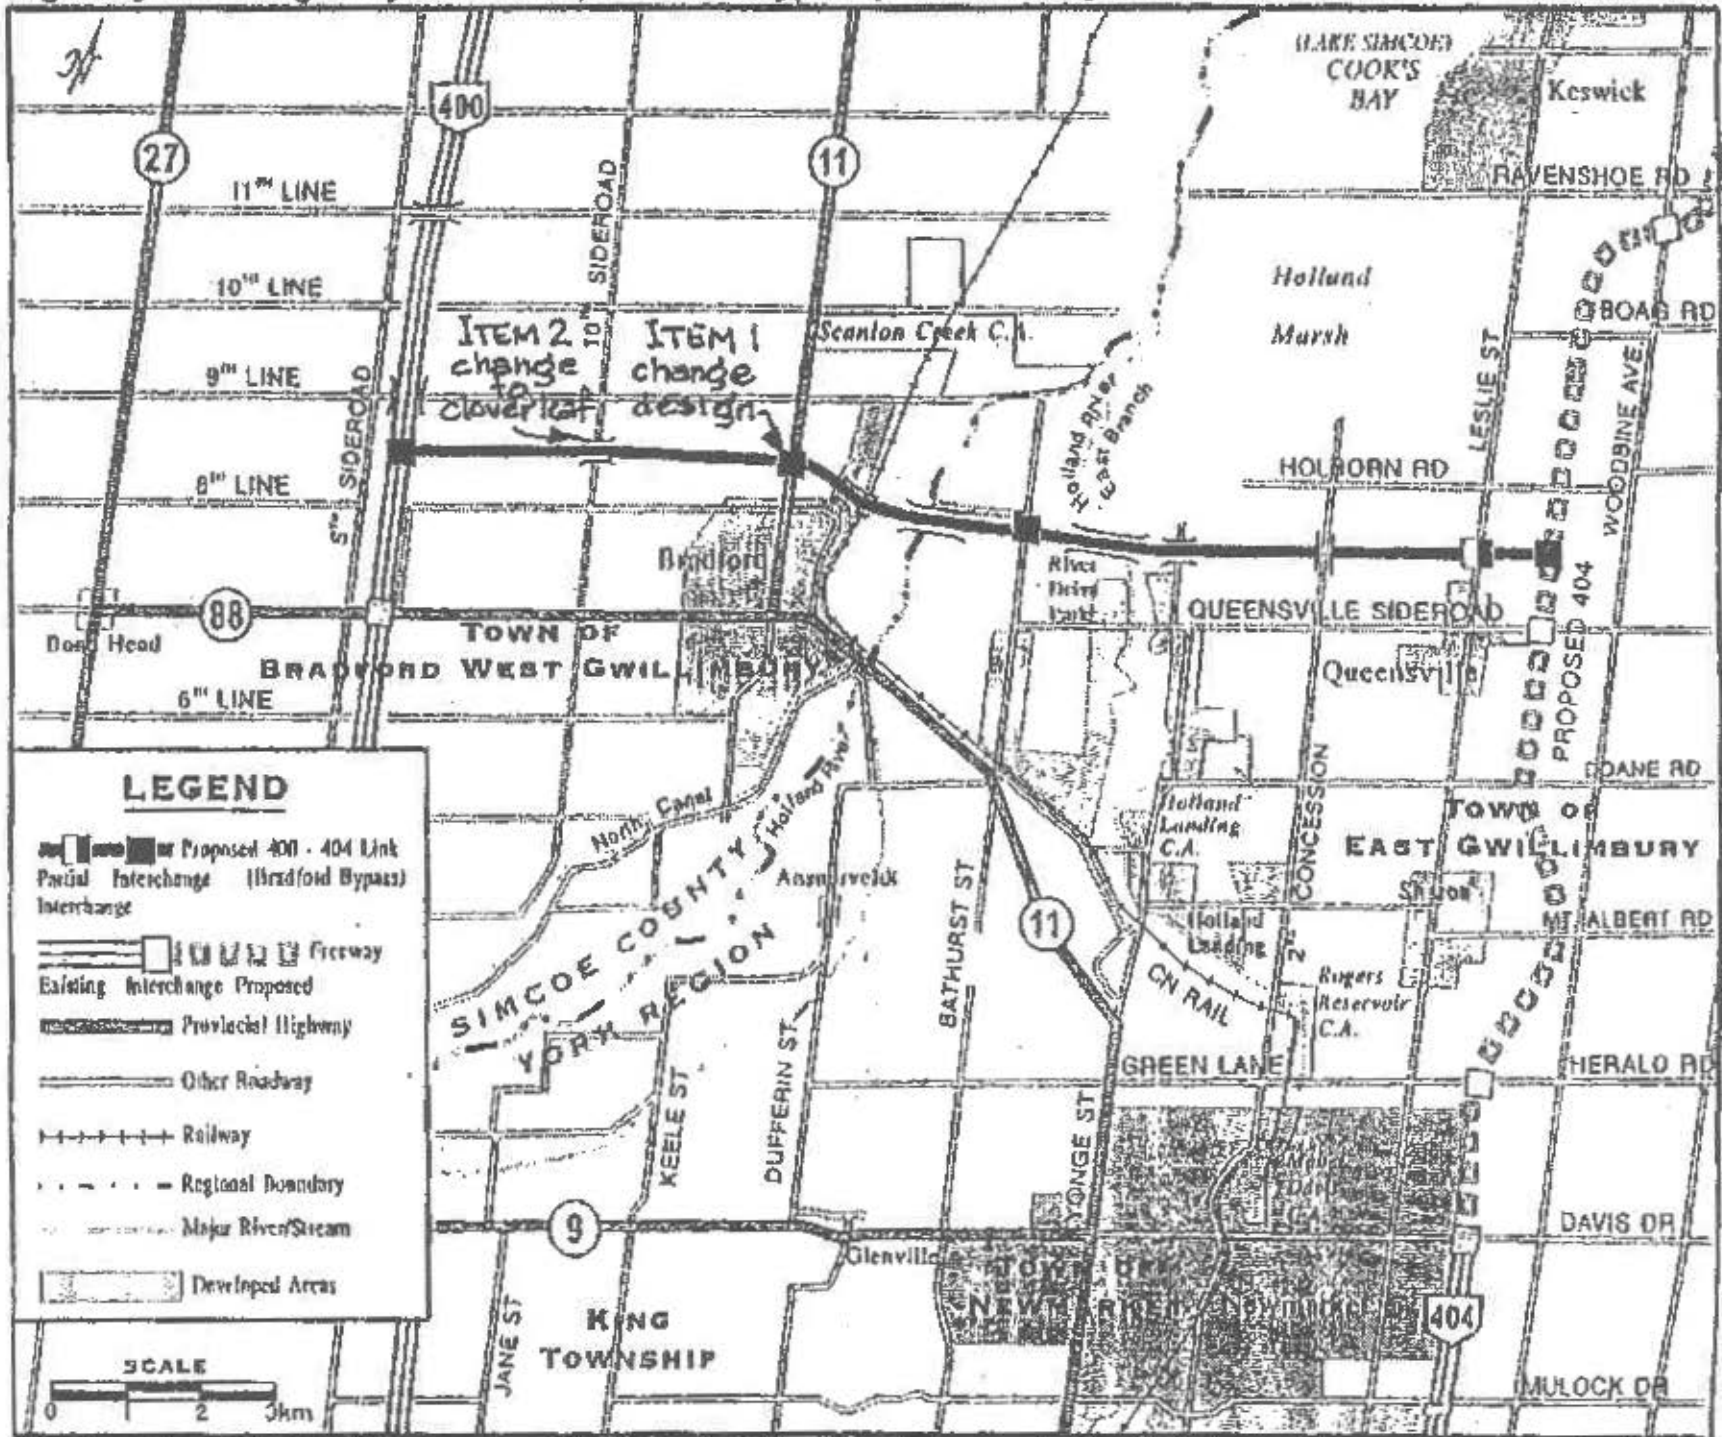 (LAKE SIMCOE)
COOK'S
BAY
Keswick
400
27
11
11TH LINE
RAVENSHOE RD
10TH SIDEROAD
10TH LINE
Holland
Marsh
BOAG RD
Scanlon Creek C.A.
ITEM 2
change
to
cloverleaf
ITEM 1
change
design
9TH LINE
5TH SIDEROAD
Holland River
East Branch
LESLIE ST
WOODBINE AVE
HOLBORN RD
8TH LINE
Bradford
River
Drive
Park
PROPOSED 404
88
QUEENSVILLE SIDEROAD
Bond Head
TOWN OF
BRADFORD WEST GWILLIMBURY
Queensville
6TH LINE
DOANE RD
North Canal
Holland River
Holland
Landing
C.A.
2ND CONCESSION
TOWN OF
EAST GWILLIMBURY
Ansnorveldt
Sharon
BATHURST ST
11
Holland
Landing
MT ALBERT RD
SIMCOE COUNTY
YORK REGION
CN RAIL
Rogers
Reservoir
C.A.
GREEN LANE
HERALD RD
KEELE ST
DUFFERIN ST
YONGE ST
9
DAVIS DR
Glenville
TOWN OF
NEWMARKET
Newmarket
404
KING
TOWNSHIP
JANE ST
MULOCK DR
LEGEND
Proposed 400 - 404 Link
Partial Interchange (Bradford Bypass)
Interchange
Freeway
Existing Interchange Proposed
Provincial Highway
Other Roadway
Railway
Regional Boundary
Major River/Stream
Developed Areas
SCALE
0 1 2 3km